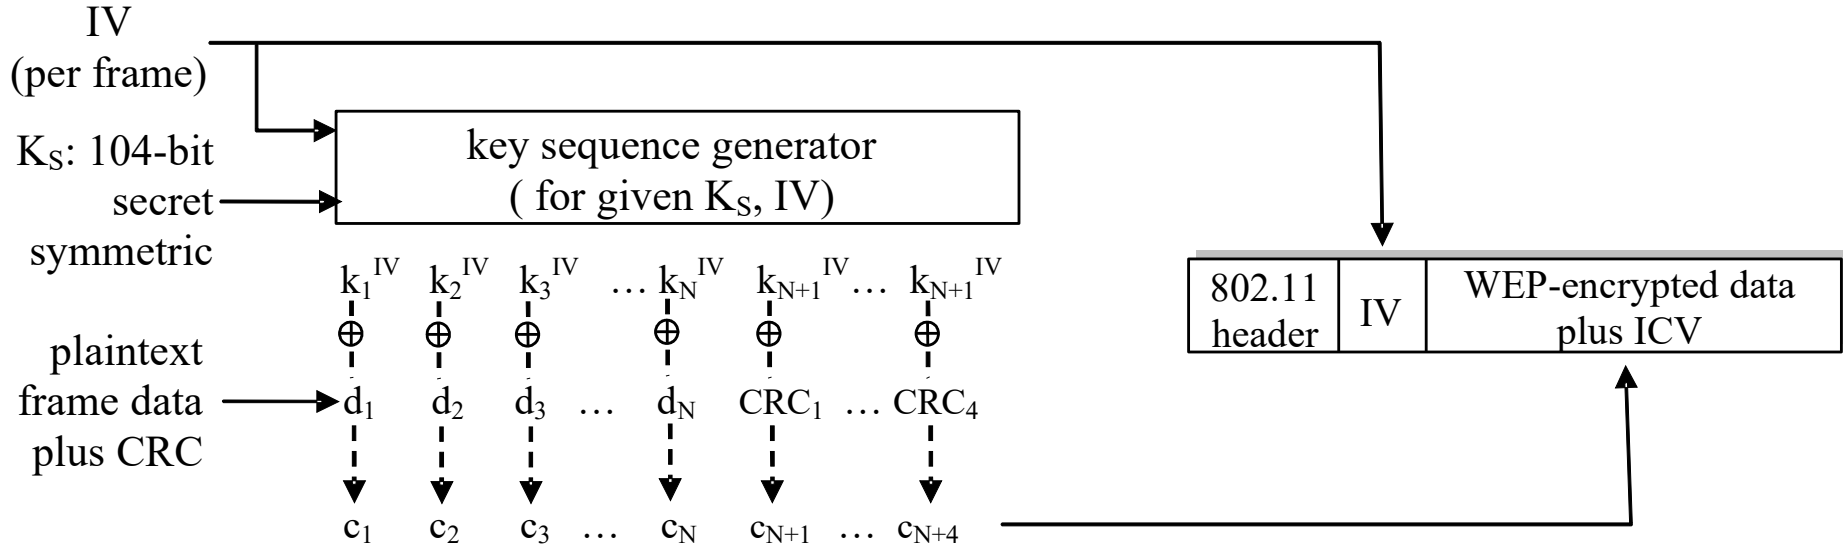 IV
(per frame)
K_S: 104-bit
secret
symmetric
key sequence generator
( for given K_S, IV)
k_1^IV k_2^IV k_3^IV … k_N^IV k_N+1^IV … k_N+1^IV
802.11
header
IV
WEP-encrypted data
plus ICV
plaintext
frame data
plus CRC
d_1 d_2 d_3 … d_N CRC_1 … CRC_4
c_1 c_2 c_3 … c_N c_N+1 … c_N+4